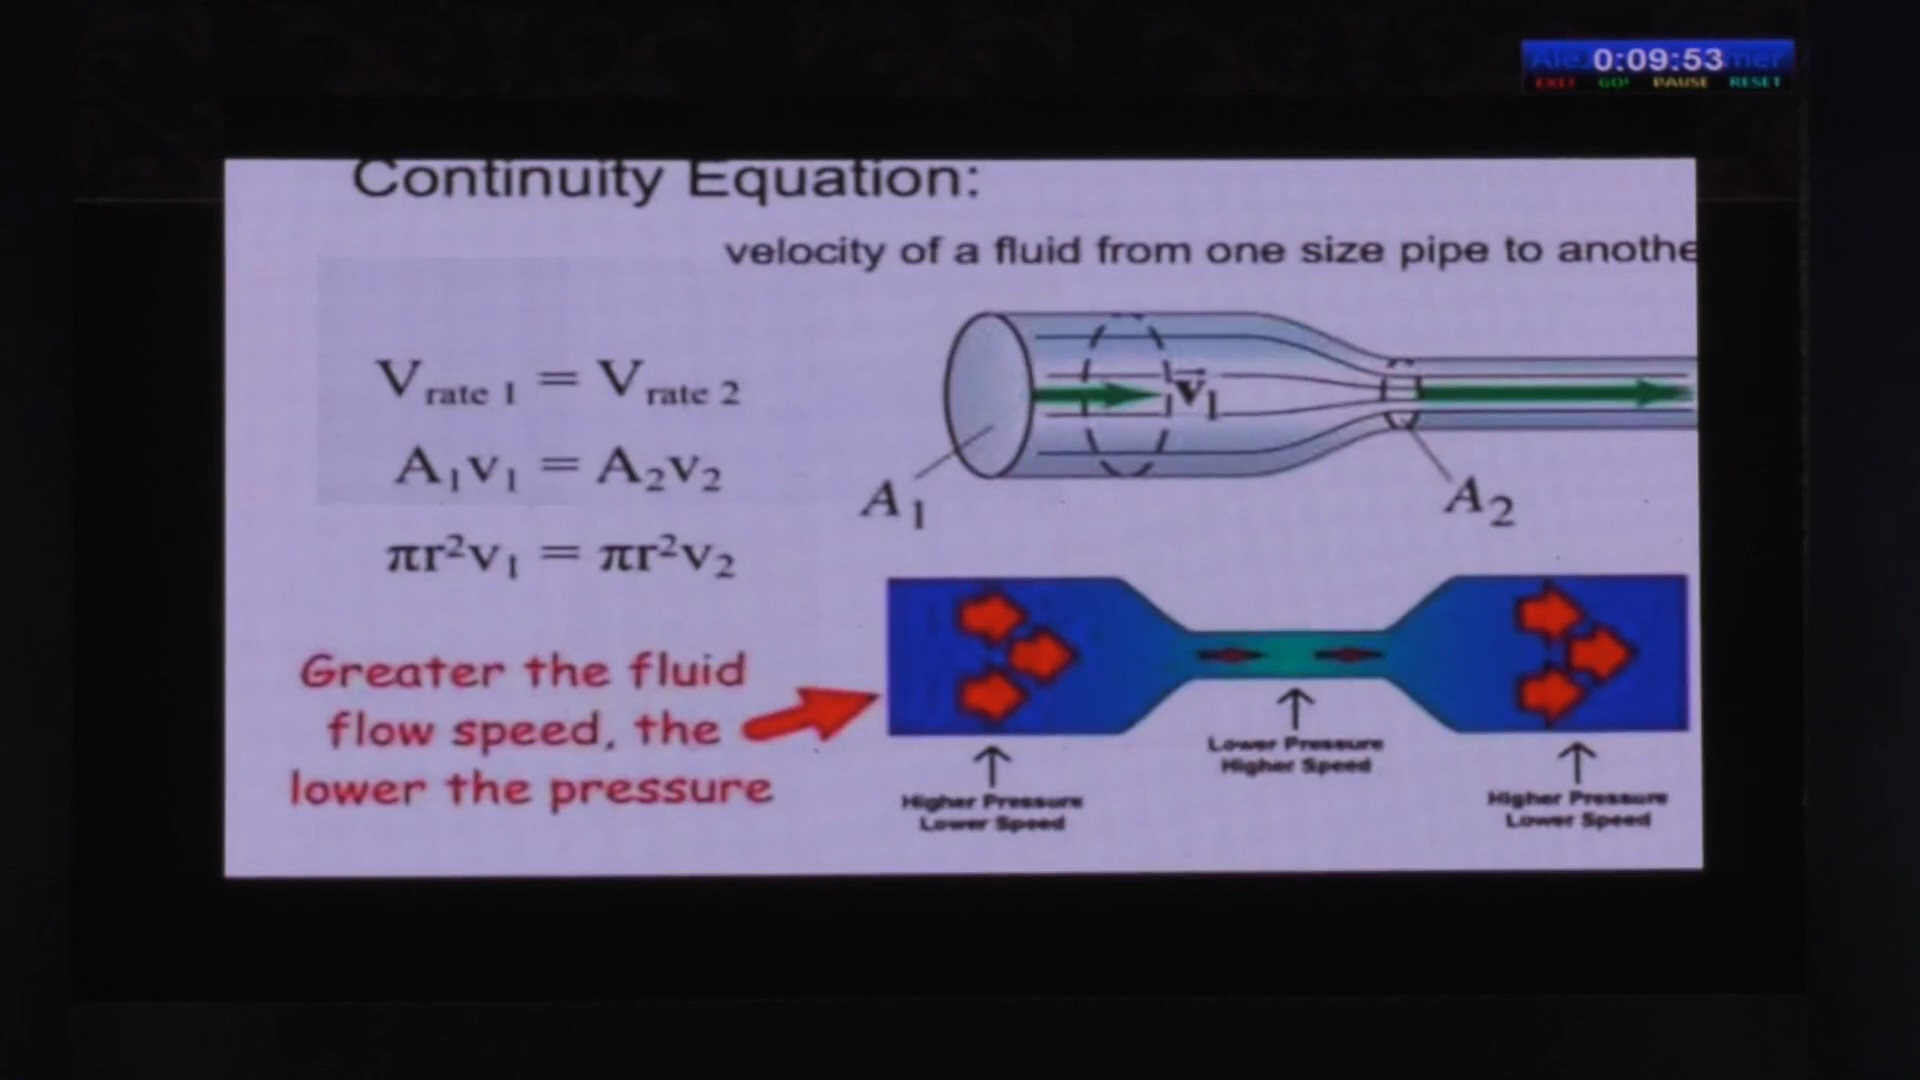 0:09:53
EXIT GO! PAUSE RESET
Continuity Equation:
velocity of a fluid from one size pipe to anothe
V rate 1 = V rate 2
A₁v₁ = A₂v₂
πr²v₁ = πr²v₂
v₁
A₁
A₂
Greater the fluid
flow speed, the
lower the pressure
Lower Pressure
Higher Speed
Higher Pressure
Lower Speed
Higher Pressure
Lower Speed